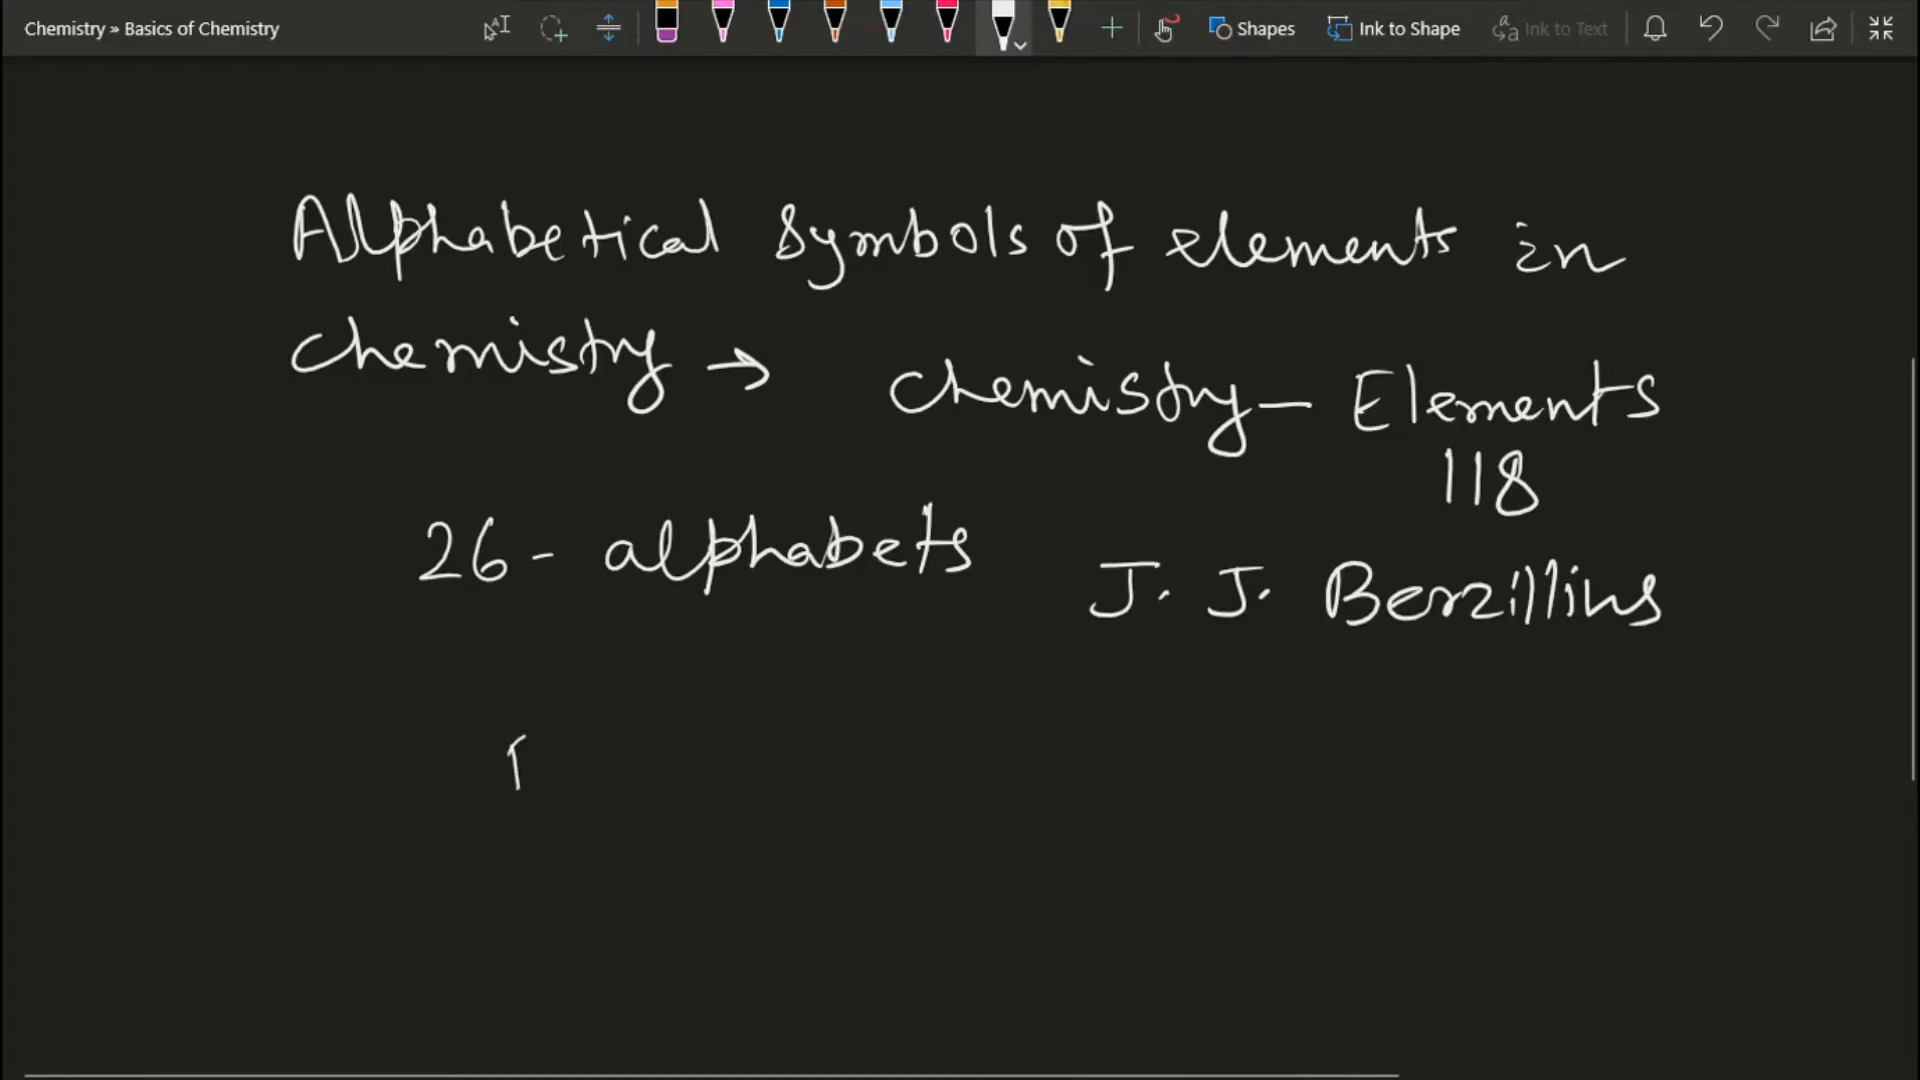 Chemistry » Basics of Chemistry
Shapes
Ink to Shape
Ink to Text
Alphabetical Symbols of elements in
chemistry → Chemistry — Elements
118
26 - alphabets
J. J. Berzillius